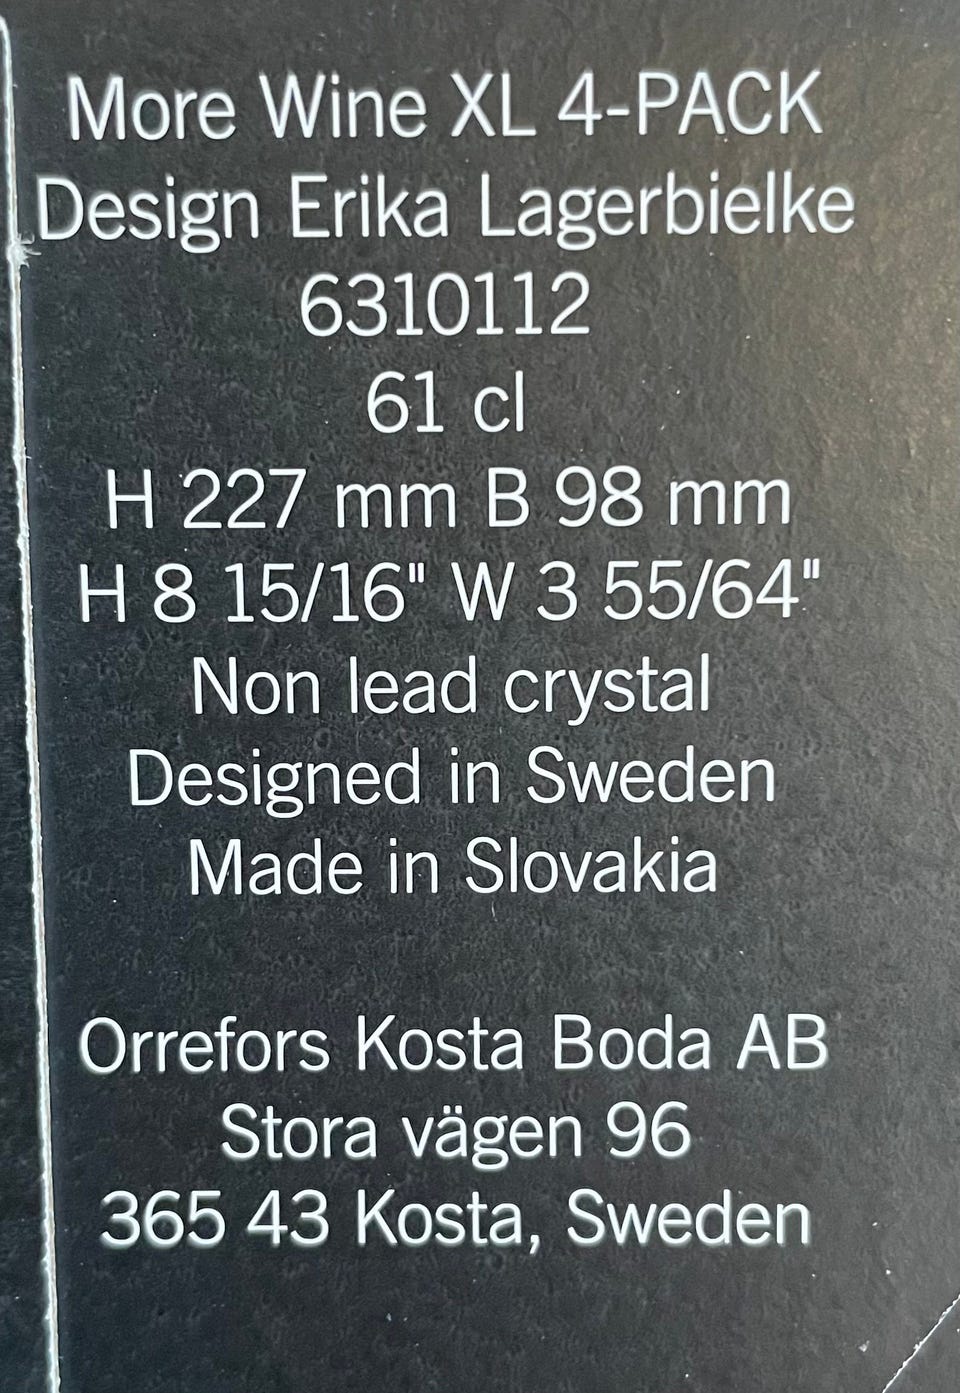 More Wine XL 4-PACK
Design Erika Lagerbielke
6310112
61 cl
H 227 mm B 98 mm
H 8 15/16" W 3 55/64"
Non lead crystal
Designed in Sweden
Made in Slovakia
Orrefors Kosta Boda AB
Stora vägen 96
365 43 Kosta, Sweden